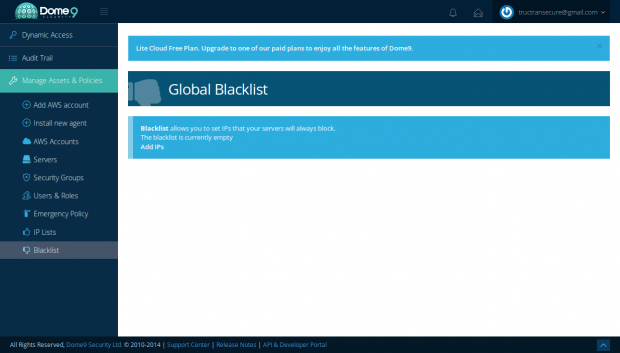 Dome9
SECURITY
tructransecure@gmail.com
Dynamic Access
Audit Trail
Manage Assets & Policies
Add AWS account
Install new agent
AWS Accounts
Servers
Security Groups
Users & Roles
Emergency Policy
IP Lists
Blacklist
Lite Cloud Free Plan. Upgrade to one of our paid plans to enjoy all the features of Dome9.
×
Global Blacklist
Blacklist allows you to set IPs that your servers will always block.
The blacklist is currently empty
Add IPs
All Rights Reserved, Dome9 Security Ltd. © 2010-2014 | Support Center | Release Notes | API & Developer Portal